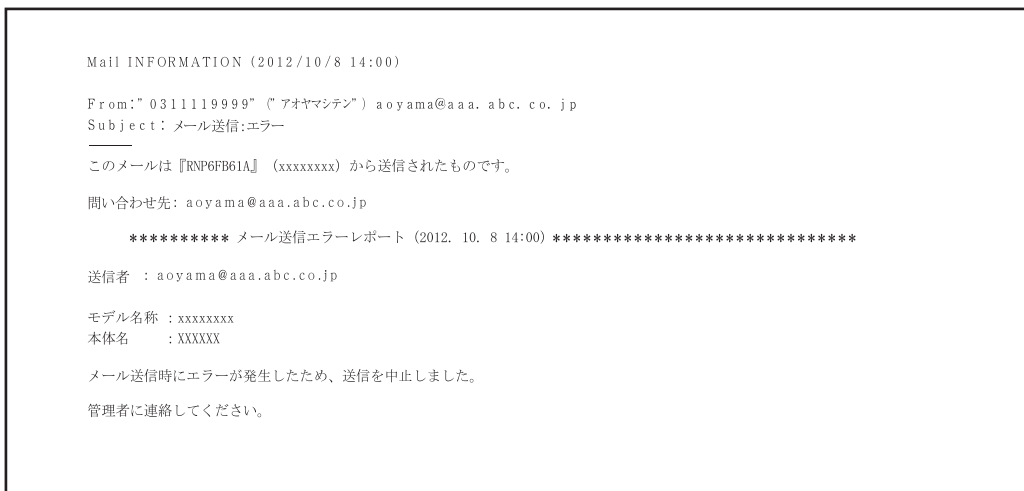 Mail INFORMATION (2012/10/8 14:00)
From:"0311119999" ("アオヤマシテン") aoyama@aaa.abc.co.jp
Subject: メール送信:エラー
このメールは『RNP6FB61A』 (xxxxxxxx) から送信されたものです。
問い合わせ先: aoyama@aaa.abc.co.jp
********** メール送信エラーレポート (2012. 10. 8 14:00) ******************************
送信者 : aoyama@aaa.abc.co.jp
モデル名称 : xxxxxxxx
本体名 : XXXXXX
メール送信時にエラーが発生したため、送信を中止しました。
管理者に連絡してください。